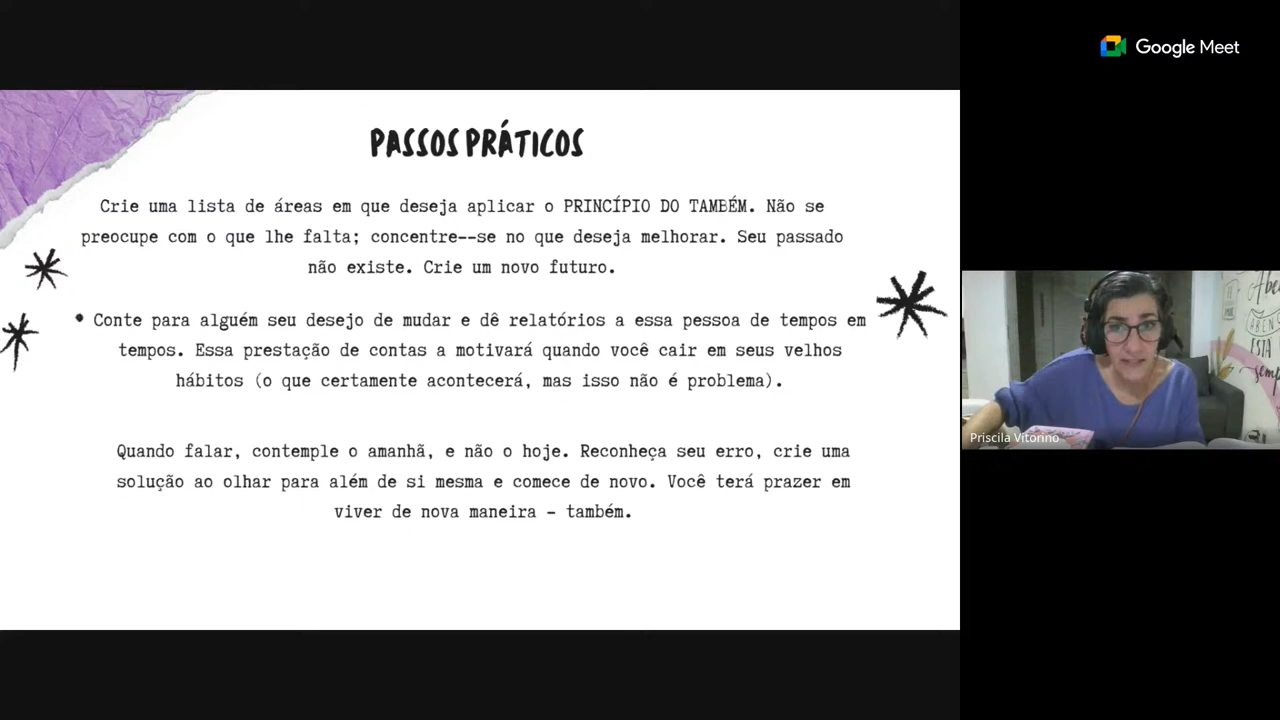 Google Meet
PASSOS PRÁTICOS
Crie uma lista de áreas em que deseja aplicar o PRINCÍPIO DO TAMBÉM. Não se
preocupe com o que lhe falta; concentre--se no que deseja melhorar. Seu passado
não existe. Crie um novo futuro.
• Conte para alguém seu desejo de mudar e dê relatórios a essa pessoa de tempos em
tempos. Essa prestação de contas a motivará quando você cair em seus velhos
hábitos (o que certamente acontecerá, mas isso não é problema).
Quando falar, contemple o amanhã, e não o hoje. Reconheça seu erro, crie uma
solução ao olhar para além de si mesma e comece de novo. Você terá prazer em
viver de nova maneira - também.
Priscila Vitorino